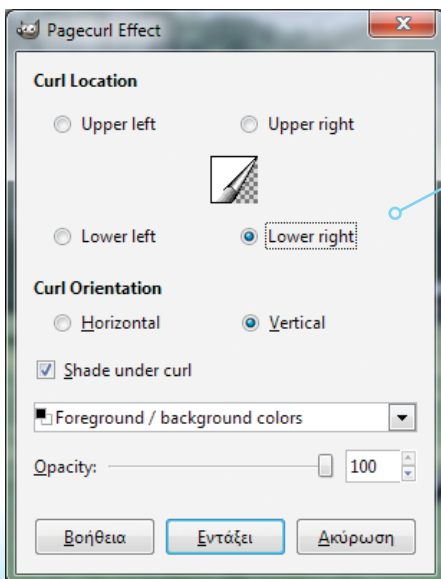 Pagecurl Effect
Curl Location
Upper left Upper right
Lower left Lower right
Curl Orientation
Horizontal Vertical
Shade under curl
Foreground / background colors
Opacity: 100
Βοήθεια Εντάξει Ακύρωση